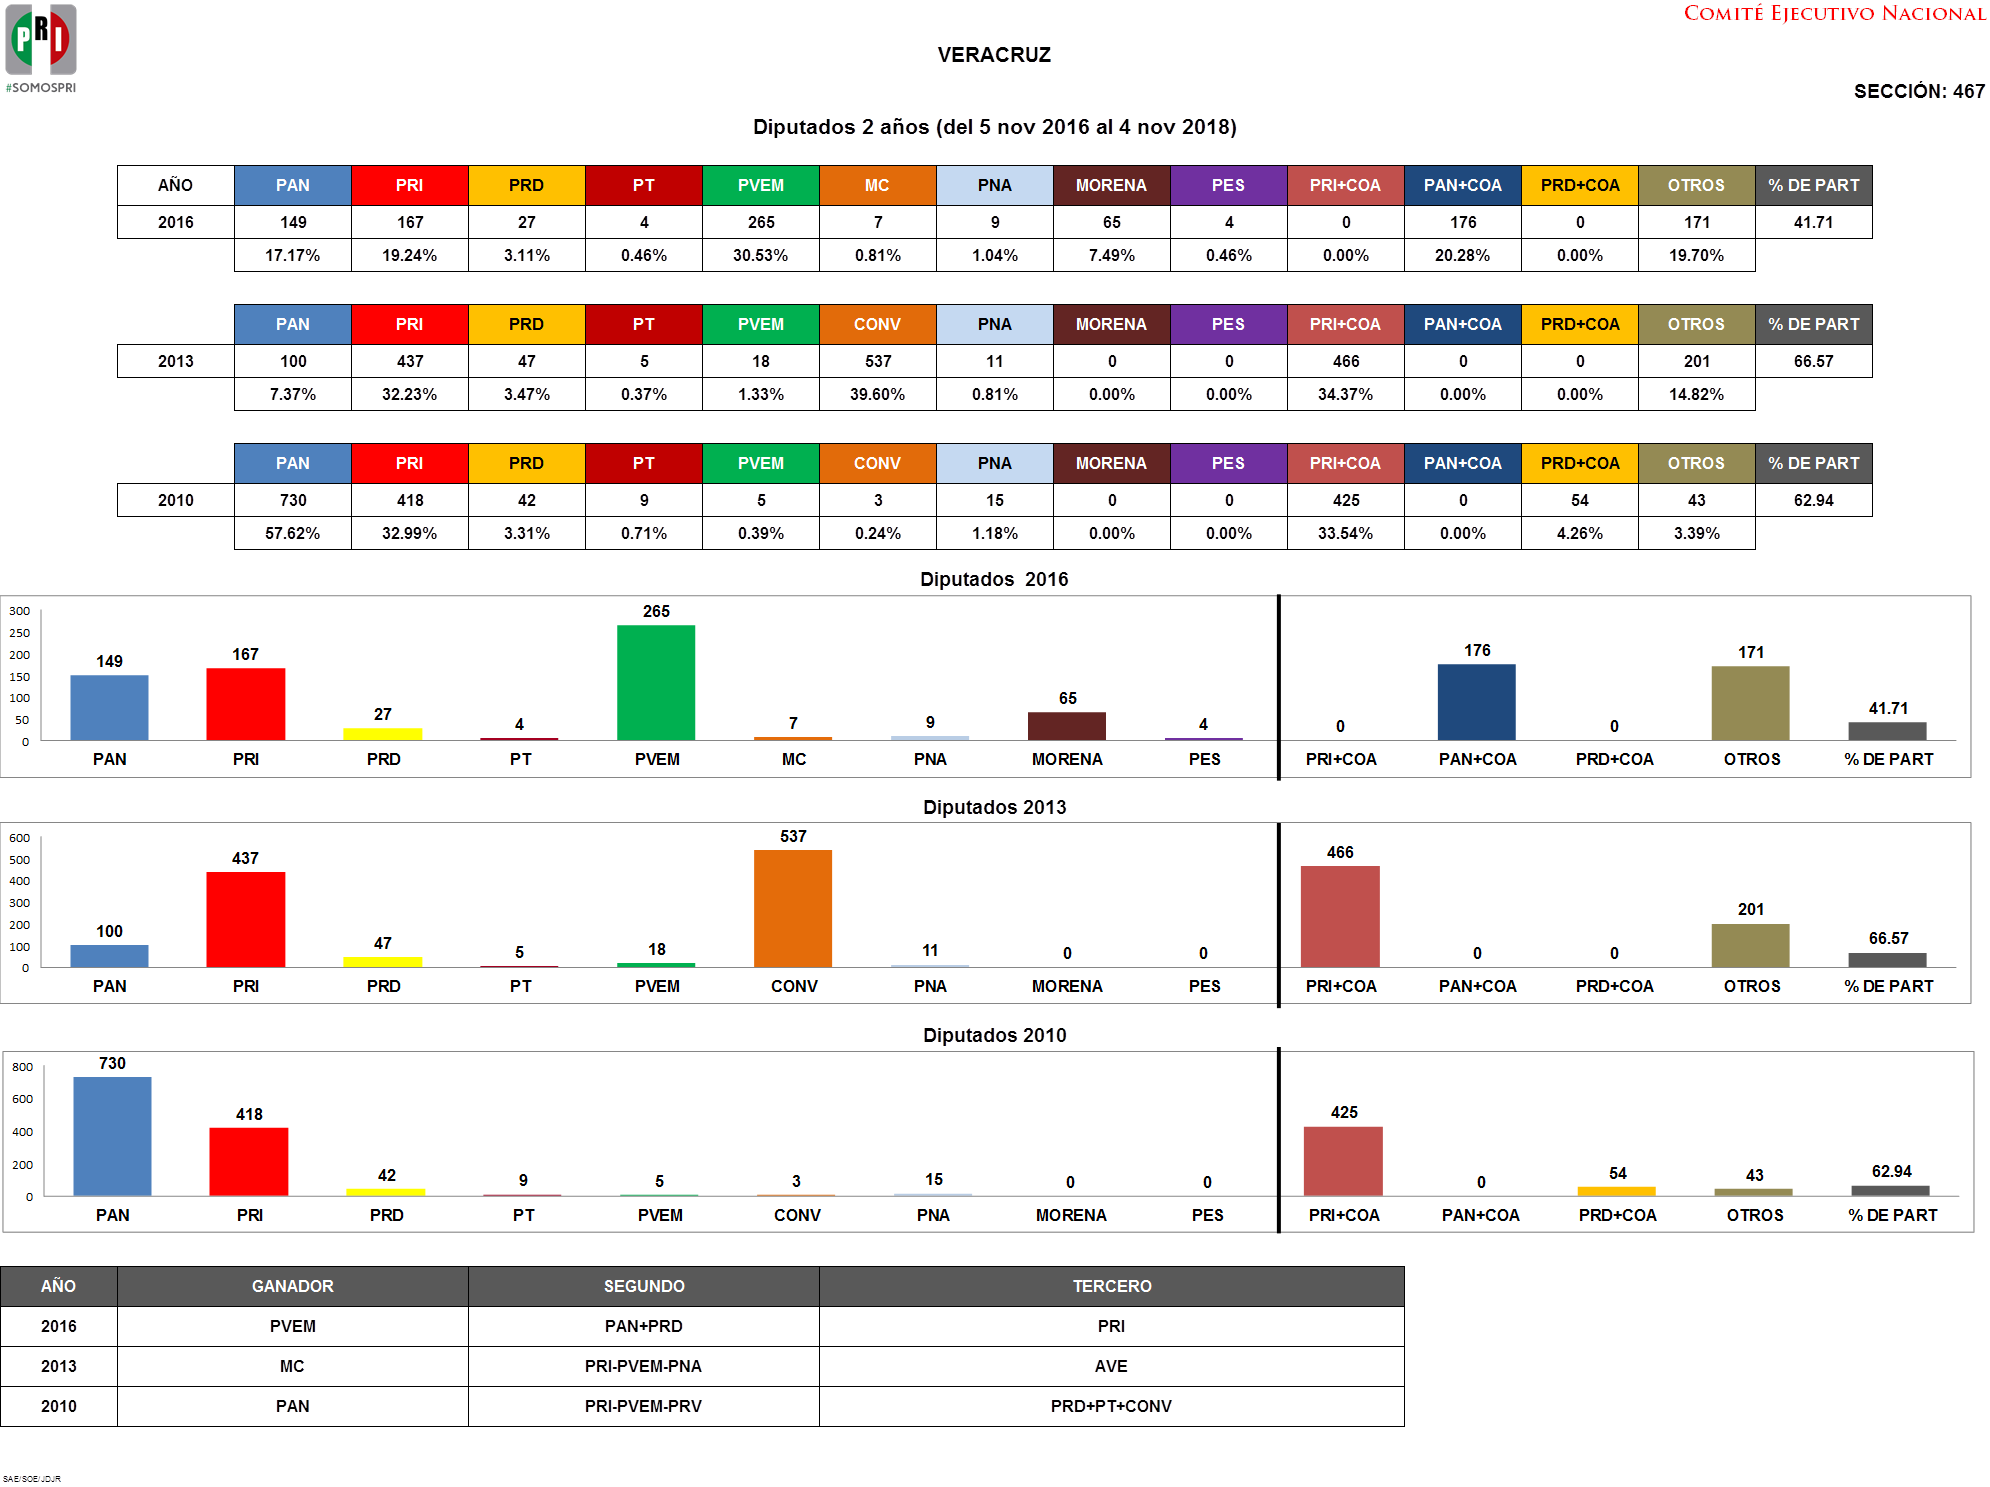 PRI
#SOMOSPRI
COMITÉ EJECUTIVO NACIONAL
VERACRUZ
SECCIÓN: 467
Diputados 2 años (del 5 nov 2016 al 4 nov 2018)
AÑO PAN PRI PRD PT PVEM MC PNA MORENA PES PRI+COA PAN+COA PRD+COA OTROS % DE PART
2016 149 167 27 4 265 7 9 65 4 0 176 0 171 41.71
17.17% 19.24% 3.11% 0.46% 30.53% 0.81% 1.04% 7.49% 0.46% 0.00% 20.28% 0.00% 19.70%
PAN PRI PRD PT PVEM CONV PNA MORENA PES PRI+COA PAN+COA PRD+COA OTROS % DE PART
2013 100 437 47 5 18 537 11 0 0 466 0 0 201 66.57
7.37% 32.23% 3.47% 0.37% 1.33% 39.60% 0.81% 0.00% 0.00% 34.37% 0.00% 0.00% 14.82%
PAN PRI PRD PT PVEM CONV PNA MORENA PES PRI+COA PAN+COA PRD+COA OTROS % DE PART
2010 730 418 42 9 5 3 15 0 0 425 0 54 43 62.94
57.62% 32.99% 3.31% 0.71% 0.39% 0.24% 1.18% 0.00% 0.00% 33.54% 0.00% 4.26% 3.39%
Diputados 2016
300
250
200
150
100
50
0
149 167 27 4 265 7 9 65 4 0 176 0 171 41.71
PAN PRI PRD PT PVEM MC PNA MORENA PES PRI+COA PAN+COA PRD+COA OTROS % DE PART
Diputados 2013
600
500
400
300
200
100
0
100 437 47 5 18 537 11 0 0 466 0 0 201 66.57
PAN PRI PRD PT PVEM CONV PNA MORENA PES PRI+COA PAN+COA PRD+COA OTROS % DE PART
Diputados 2010
800
600
400
200
0
730 418 42 9 5 3 15 0 0 425 0 54 43 62.94
PAN PRI PRD PT PVEM CONV PNA MORENA PES PRI+COA PAN+COA PRD+COA OTROS % DE PART
AÑO GANADOR SEGUNDO TERCERO
2016 PVEM PAN+PRD PRI
2013 MC PRI-PVEM-PNA AVE
2010 PAN PRI-PVEM-PRV PRD+PT+CONV
SAE/SOE/JDJR